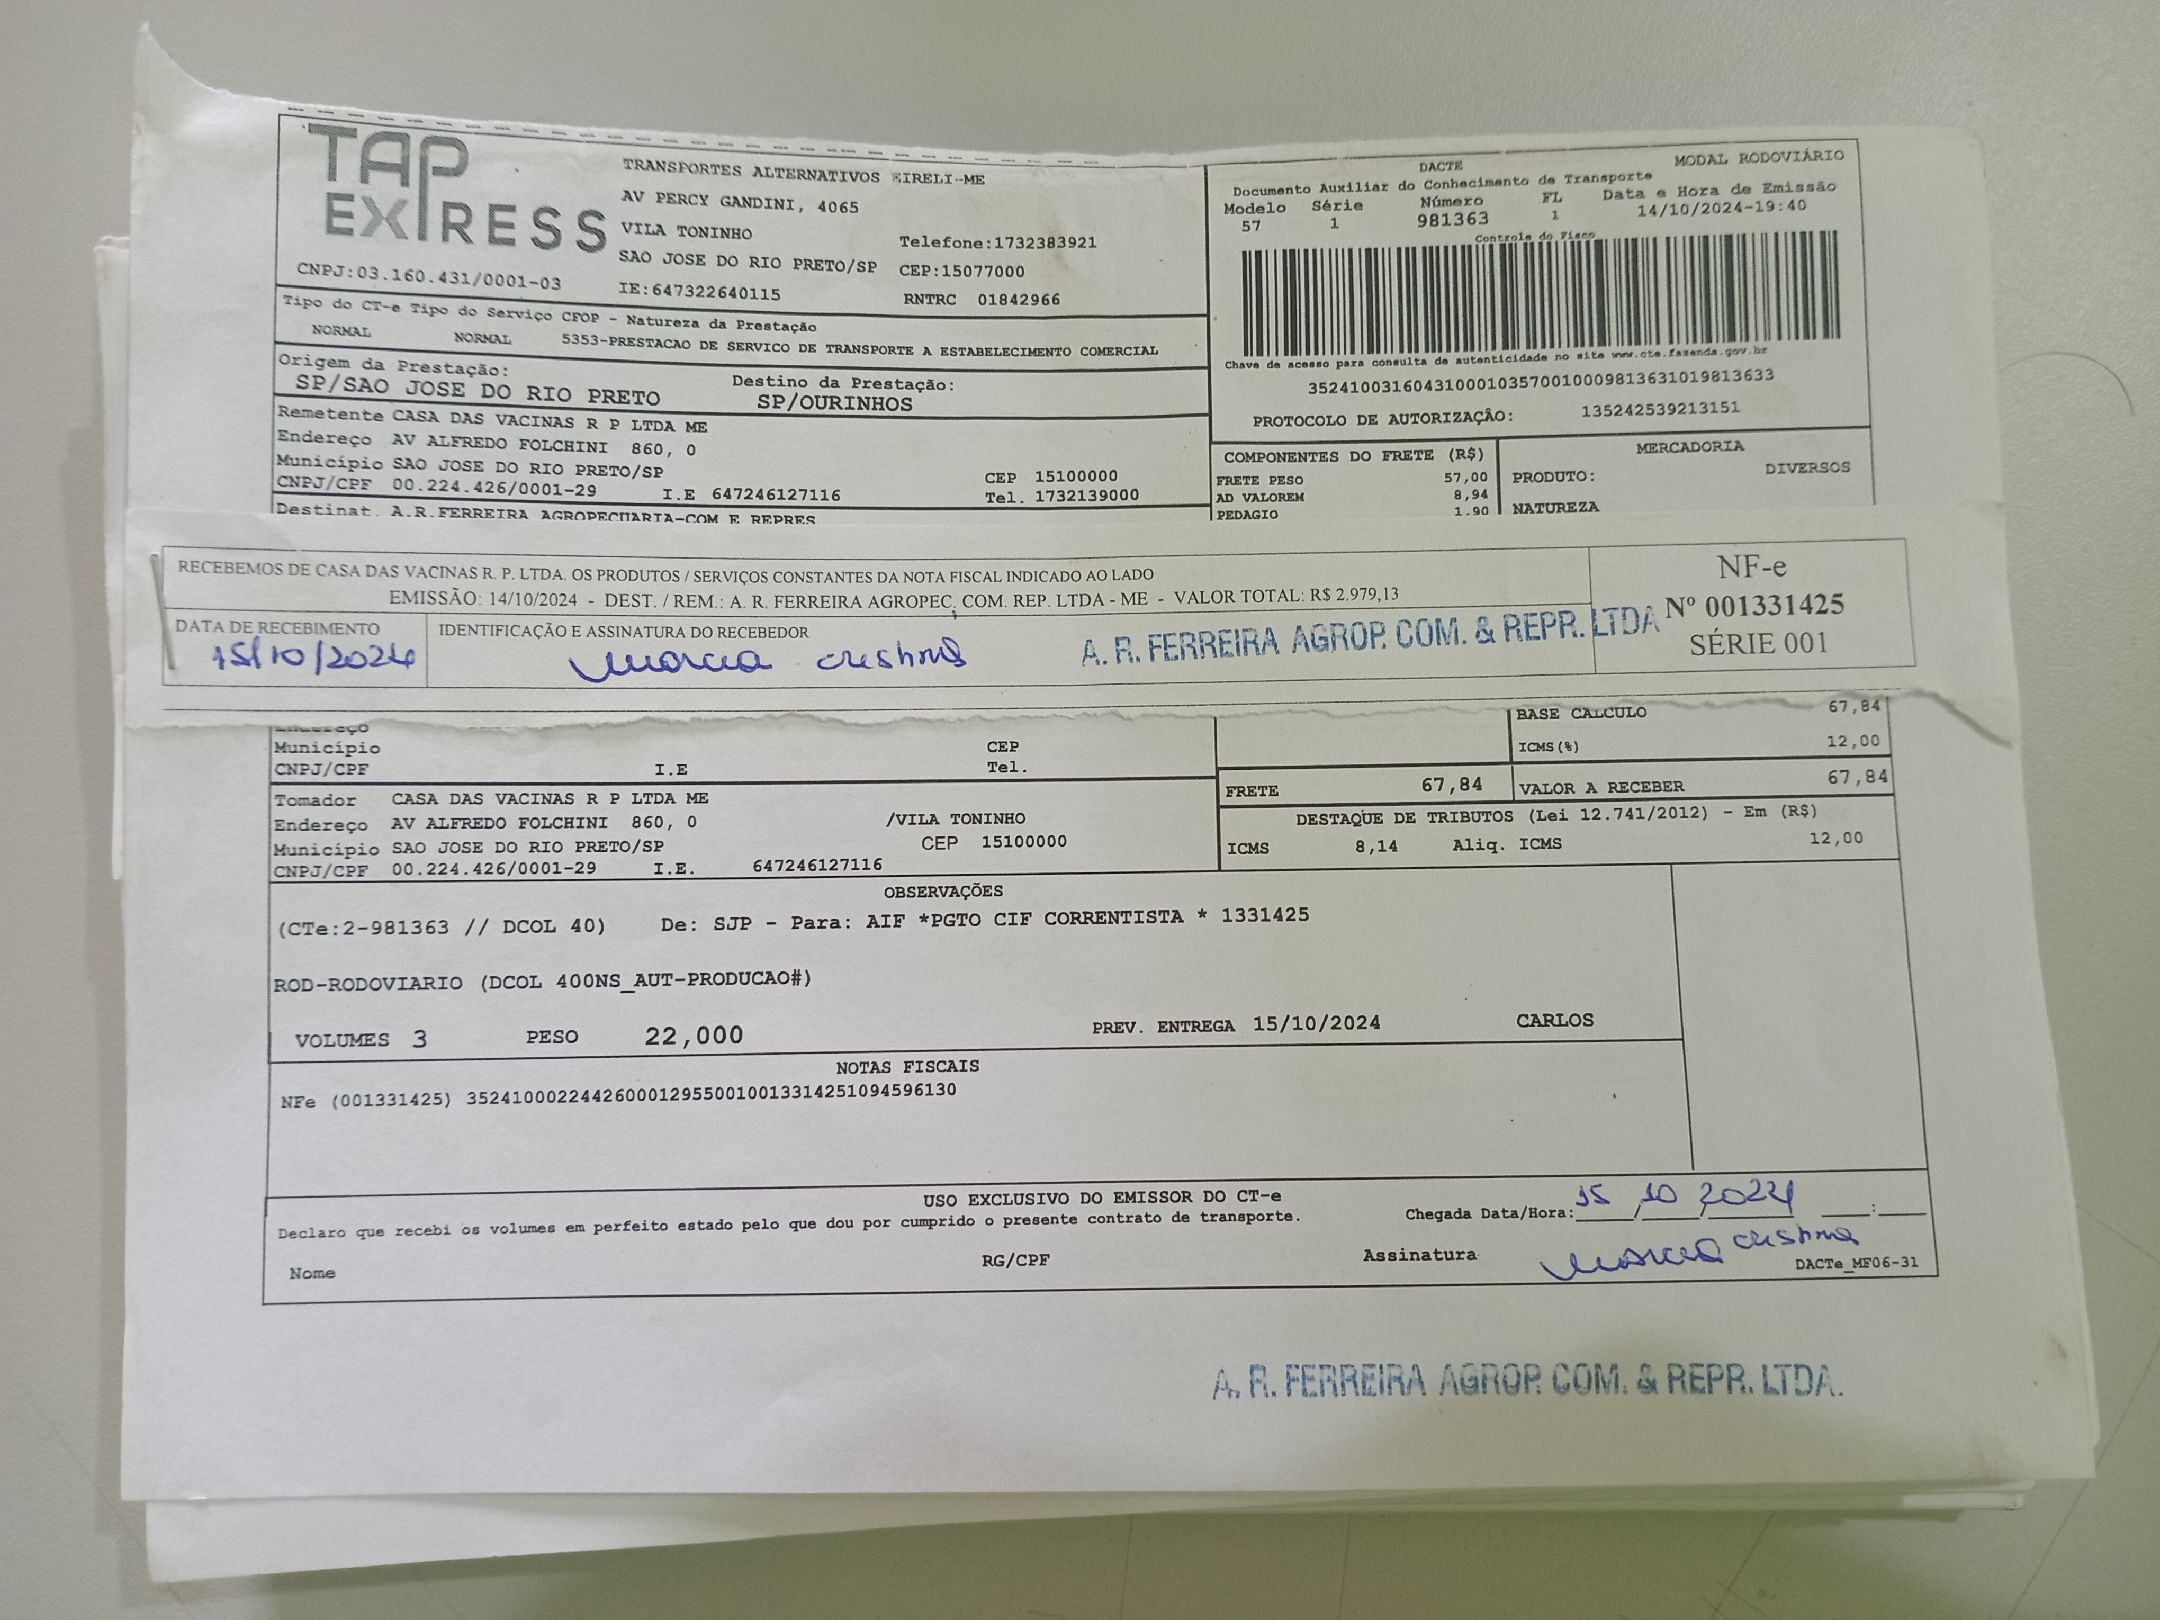 TAP EXPRESS
TRANSPORTES ALTERNATIVOS EIRELI-ME
AV PERCY GANDINI, 4065
VILA TONINHO Telefone:1732383921
SAO JOSE DO RIO PRETO/SP CEP:15077000
CNPJ:03.160.431/0001-03 IE:647322640115 RNTRC 01842966
DACTE MODAL RODOVIÁRIO
Documento Auxiliar do Conhecimento de Transporte
Modelo Série Número FL Data e Hora de Emissão
57 1 981363 1 14/10/2024-19:40
Controle do Fisco
Chave de acesso para consulta de autenticidade no site www.cte.fazenda.gov.br
35241003160431000103570010009813631019813633
PROTOCOLO DE AUTORIZAÇÂO: 135242539213151
Tipo do CT-e Tipo do Serviço CFOP - Natureza da Prestação
NORMAL NORMAL 5353-PRESTACAO DE SERVICO DE TRANSPORTE A ESTABELECIMENTO COMERCIAL
Origem da Prestação: Destino da Prestação:
SP/SAO JOSE DO RIO PRETO SP/OURINHOS
Remetente CASA DAS VACINAS R P LTDA ME
Endereço AV ALFREDO FOLCHINI 860, 0
Município SAO JOSE DO RIO PRETO/SP CEP 15100000
CNPJ/CPF 00.224.426/0001-29 I.E 647246127116 Tel. 1732139000
Destinat. A.R.FERREIRA AGROPECUARIA-COM E REPRES
COMPONENTES DO FRETE (R$) MERCADORIA
FRETE PESO 57,00 PRODUTO: DIVERSOS
AD VALOREM 8,94
PEDAGIO 1,90 NATUREZA
RECEBEMOS DE CASA DAS VACINAS R. P. LTDA. OS PRODUTOS / SERVIÇOS CONSTANTES DA NOTA FISCAL INDICADO AO LADO
EMISSÃO: 14/10/2024 - DEST. / REM.: A. R. FERREIRA AGROPEC. COM. REP. LTDA - ME - VALOR TOTAL: R$ 2.979,13
DATA DE RECEBIMENTO IDENTIFICAÇÃO E ASSINATURA DO RECEBEDOR
15/10/2024 Marcia Cristina A. R. FERREIRA AGROP. COM. & REPR. LTDA
NF-e
Nº 001331425
SÉRIE 001
Endereço
Município CEP
CNPJ/CPF I.E Tel.
BASE CALCULO 67,84
ICMS(%) 12,00
FRETE 67,84 VALOR A RECEBER 67,84
Tomador CASA DAS VACINAS R P LTDA ME
Endereço AV ALFREDO FOLCHINI 860, 0 /VILA TONINHO
Município SAO JOSE DO RIO PRETO/SP CEP 15100000
CNPJ/CPF 00.224.426/0001-29 I.E. 647246127116
DESTAQUE DE TRIBUTOS (Lei 12.741/2012) - Em (R$)
ICMS 8,14 Aliq. ICMS 12,00
OBSERVAÇÕES
(CTe:2-981363 // DCOL 40) De: SJP - Para: AIF *PGTO CIF CORRENTISTA * 1331425
ROD-RODOVIARIO (DCOL 400NS_AUT-PRODUCAO#)
VOLUMES 3 PESO 22,000 PREV. ENTREGA 15/10/2024 CARLOS
NOTAS FISCAIS
NFe (001331425) 35241000224426000129550010013314251094596130
USO EXCLUSIVO DO EMISSOR DO CT-e
Declaro que recebi os volumes em perfeito estado pelo que dou por cumprido o presente contrato de transporte.
Chegada Data/Hora: 15/10/2024 :
Nome RG/CPF Assinatura Marcia Cristina
DACTe_MF06-31
A. R. FERREIRA AGROP. COM. & REPR. LTDA.